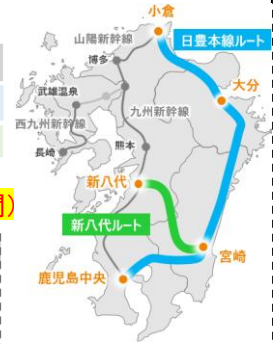 小倉
山陽新幹線
日豊本線ルート
博多
大分
武雄温泉
九州新幹線
西九州新幹線
熊本
長崎
新八代
間)
新八代ルート
宮崎
鹿児島中央